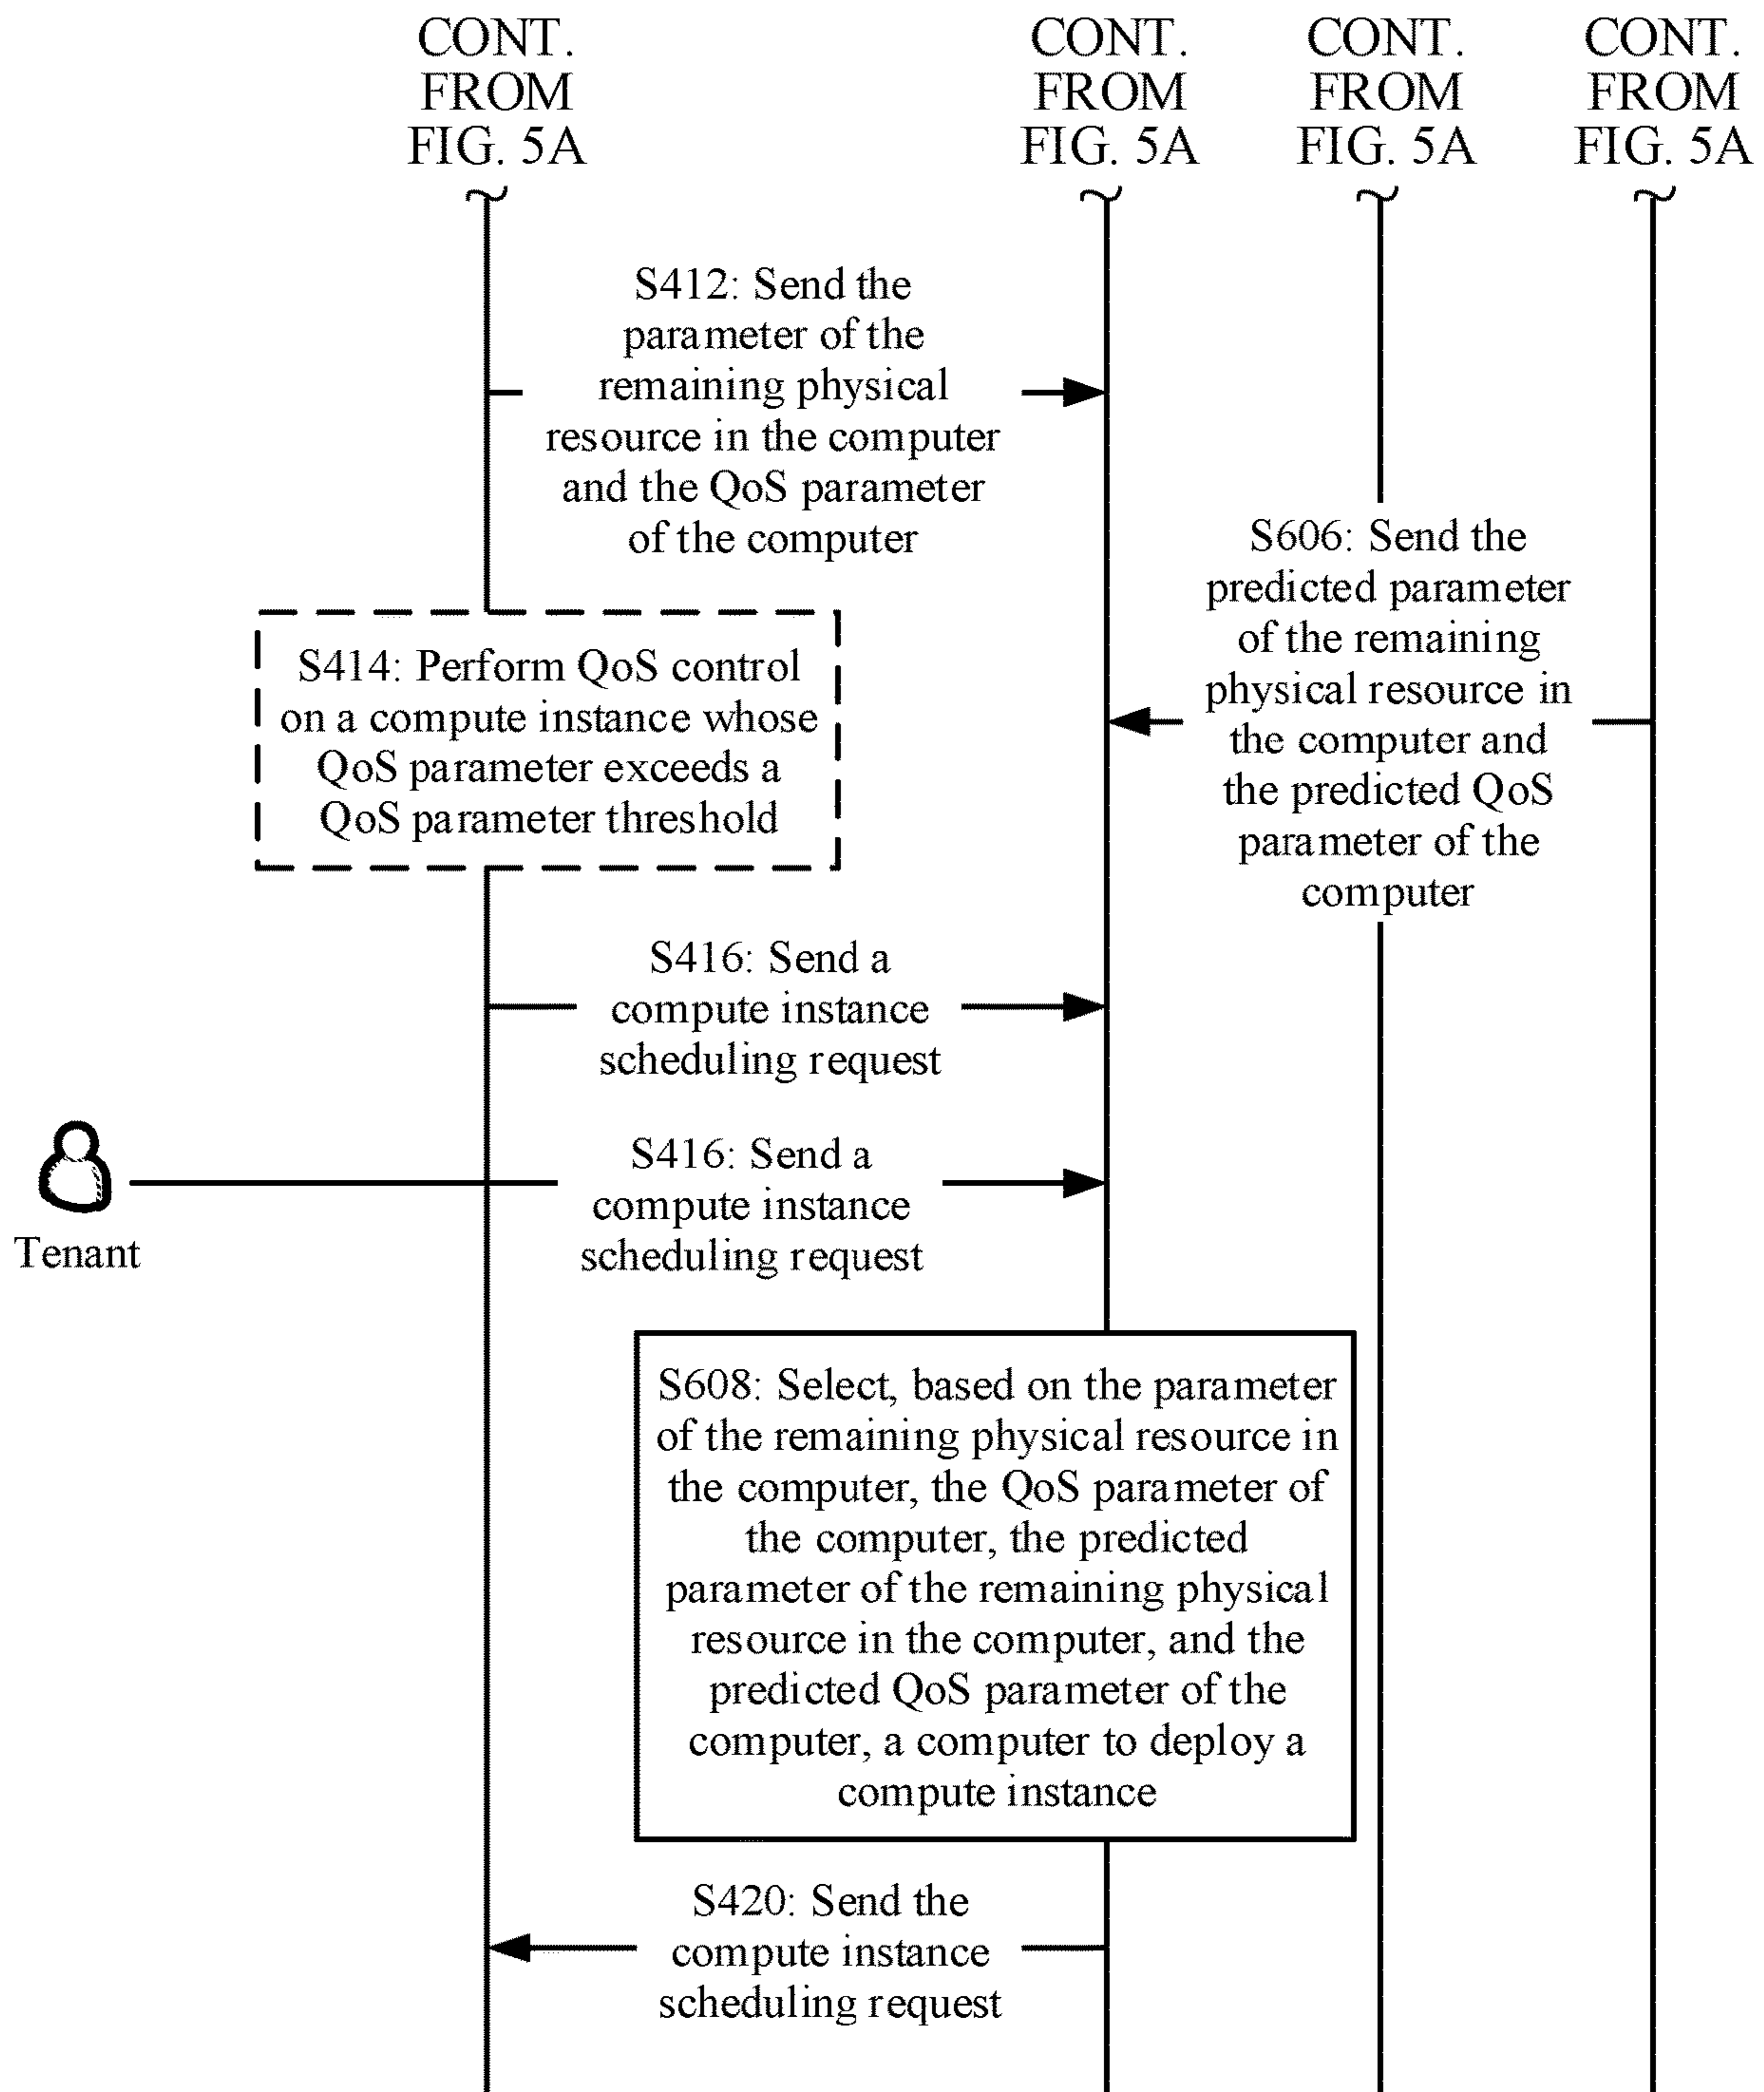 CONT.
FROM
FIG. 5A
CONT.
FROM
FIG. 5A
CONT.
FROM
FIG. 5A
CONT.
FROM
FIG. 5A
S412: Send the
parameter of the
remaining physical
resource in the computer
and the QoS parameter
of the computer
S606: Send the
predicted parameter
of the remaining
physical resource in
the computer and
the predicted QoS
parameter of the
computer
S414: Perform QoS control
on a compute instance whose
QoS parameter exceeds a
QoS parameter threshold
S416: Send a
compute instance
scheduling request
S416: Send a
compute instance
scheduling request
Tenant
S608: Select, based on the parameter
of the remaining physical resource in
the computer, the QoS parameter of
the computer, the predicted
parameter of the remaining physical
resource in the computer, and the
predicted QoS parameter of the
computer, a computer to deploy a
compute instance
S420: Send the
compute instance
scheduling request